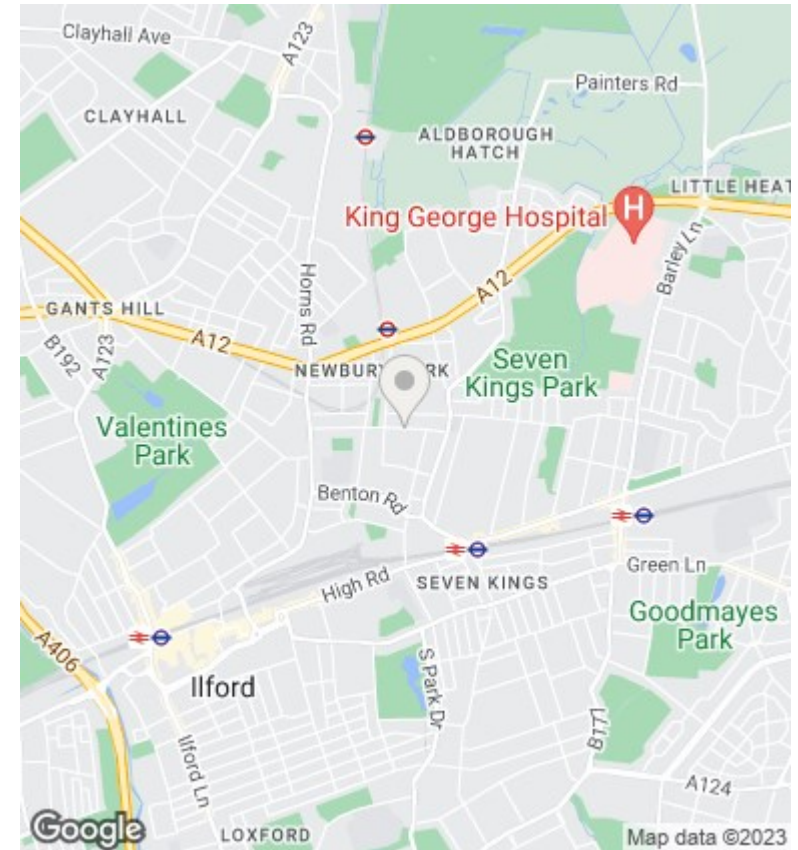 Clayhall Ave
A123
Painters Rd
CLAYHALL
ALDBOROUGH
HATCH
LITTLE HEAT
King George Hospital
H
Barley Ln
Horns Rd
A12
GANTS HILL
A12
B192
A123
NEWBURY PARK
Seven
Kings Park
Valentines
Park
Benton Rd
High Rd
SEVEN KINGS
Green Ln
Goodmayes
Park
A406
Ilford
S Park Dr
B177
Ilford Ln
A124
Google
LOXFORD
Map data ©2023